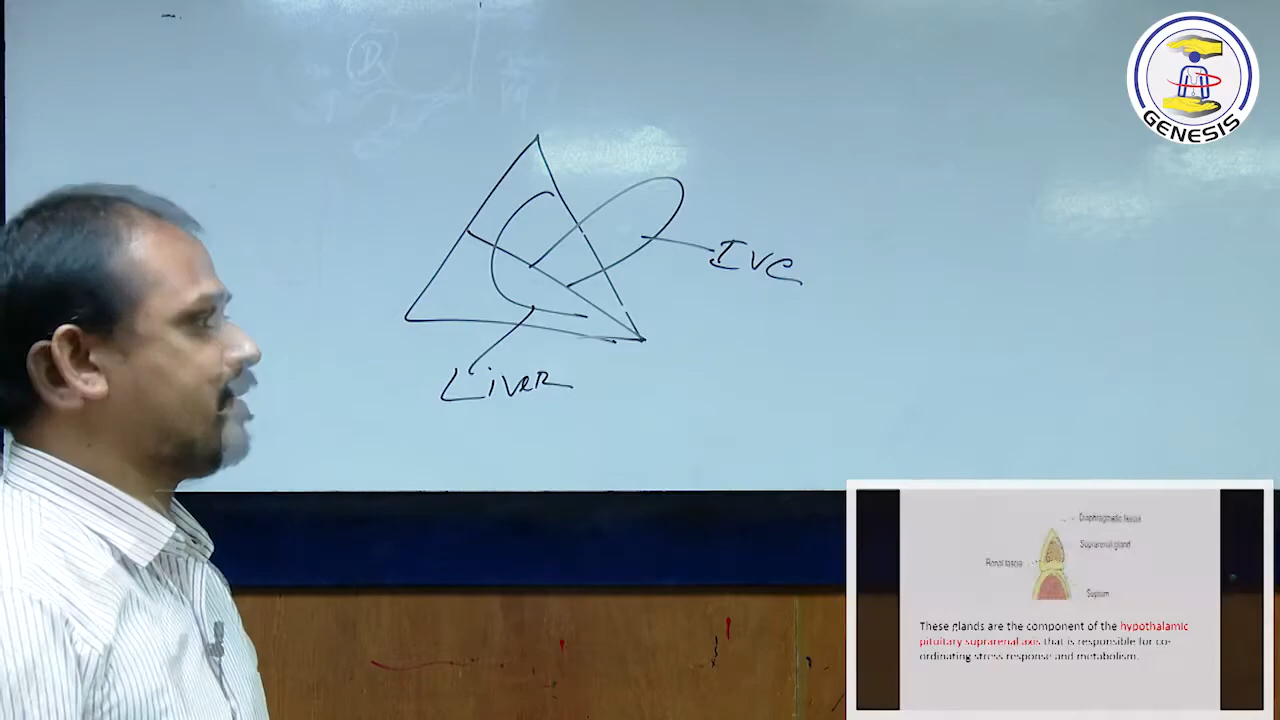 GENESIS
IVC
Liver
Diaphragmatic fascia
Suprarenal gland
Renal fascia
Septum
These glands are the component of the hypothalamic
pituitary suprarenal axis that is responsible for co-
ordinating stress response and metabolism.